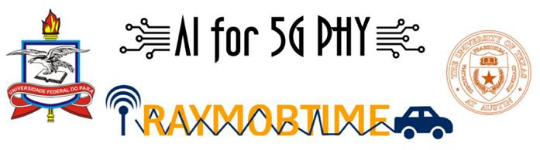 AI for 5G PHY
UNIVERSIDADE FEDERAL DO PARÁ
RAYMOBTIME
THE UNIVERSITY OF TEXAS
AT AUSTIN